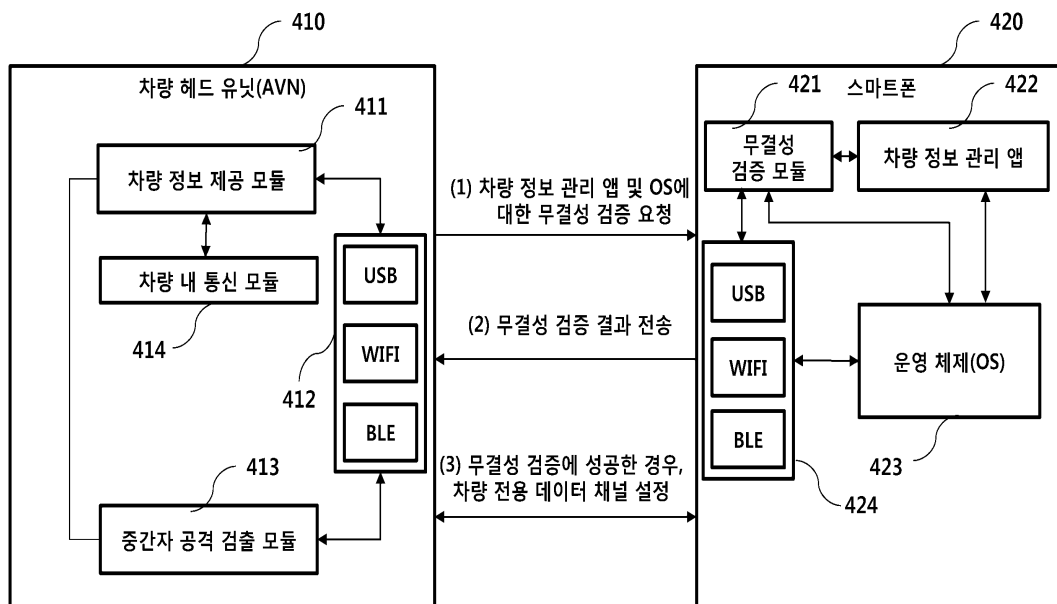 410
차량 헤드 유닛(AVN)
411
차량 정보 제공 모듈
차량 내 통신 모듈
414
USB
WIFI
BLE
412
413
중간자 공격 검출 모듈
(1) 차량 정보 관리 앱 및 OS에
대한 무결성 검증 요청
(2) 무결성 검증 결과 전송
(3) 무결성 검증에 성공한 경우,
차량 전용 데이터 채널 설정
420
스마트폰
421
422
무결성
검증 모듈
차량 정보 관리 앱
USB
WIFI
BLE
424
운영 체제(OS)
423